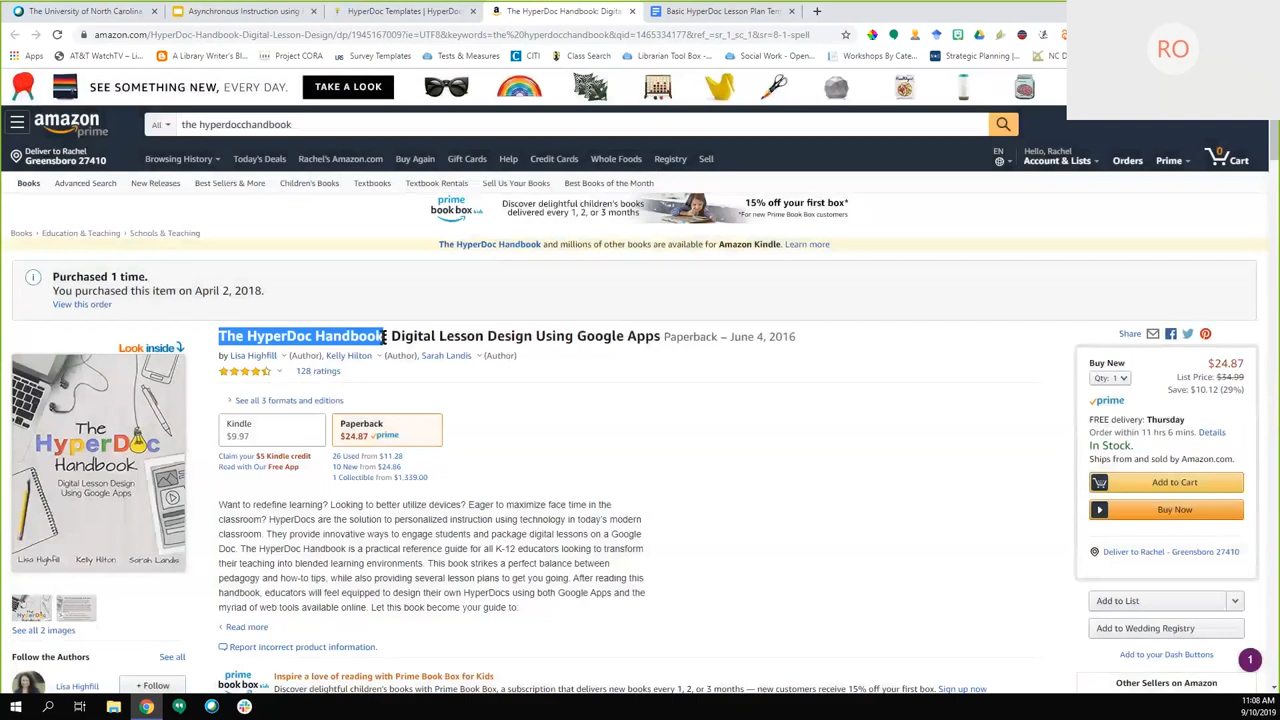 The University of North Carolina
Asynchronous Instruction using
HyperDoc Templates | HyperDoc
The HyperDoc Handbook: Digita
Basic HyperDoc Lesson Plan Tem
amazon.com/HyperDoc-Handbook-Digital-Lesson-Design/dp/1945167009?ie=UTF8&keywords=the%20hyperdocchandbook&qid=1465334177&ref_=sr_1_sc_1&sr=8-1-spell
Apps
AT&T WatchTV – Li...
A Library Writer's Bl...
Project CORA
Survey Templates
Tests & Measures
CITI
Class Search
Librarian Tool Box -...
Social Work - Open...
Workshops By Cate...
Strategic Planning |...
NC D
RO
SEE SOMETHING NEW, EVERY DAY.
TAKE A LOOK
amazon
prime
All
the hyperdocchandbook
Deliver to Rachel
Greensboro 27410
Browsing History
Today's Deals
Rachel's Amazon.com
Buy Again
Gift Cards
Help
Credit Cards
Whole Foods
Registry
Sell
EN
Hello, Rachel
Account & Lists
Orders
Prime
0
Cart
Books
Advanced Search
New Releases
Best Sellers & More
Children's Books
Textbooks
Textbook Rentals
Sell Us Your Books
Best Books of the Month
prime
book box kids
Discover delightful children's books
delivered every 1, 2, or 3 months
15% off your first box*
*For new Prime Book Box customers
Books › Education & Teaching › Schools & Teaching
The HyperDoc Handbook and millions of other books are available for Amazon Kindle. Learn more
Purchased 1 time.
You purchased this item on April 2, 2018.
View this order
Look inside
The HyperDoc Handbook
Digital Lesson Design
Using Google Apps
Lisa Highfill Kelly Hilton Sarah Landis
See all 2 images
Follow the Authors
See all
Lisa Highfill
+ Follow
The HyperDoc Handbook: Digital Lesson Design Using Google Apps Paperback – June 4, 2016
by Lisa Highfill (Author), Kelly Hilton (Author), Sarah Landis (Author)
128 ratings
See all 3 formats and editions
Kindle
$9.97
Paperback
$24.87 prime
Claim your $5 Kindle credit
Read with Our Free App
26 Used from $11.28
10 New from $24.86
1 Collectible from $1,339.00
Want to redefine learning? Looking to better utilize devices? Eager to maximize face time in the
classroom? HyperDocs are the solution to personalized instruction using technology in today's modern
classroom. They provide innovative ways to engage students and package digital lessons on a Google
Doc. The HyperDoc Handbook is a practical reference guide for all K-12 educators looking to transform
their teaching into blended learning environments. This book strikes a perfect balance between
pedagogy and how-to tips, while also providing several lesson plans to get you going. After reading this
handbook, educators will feel equipped to design their own HyperDocs using both Google Apps and the
myriad of web tools available online. Let this book become your guide to:
Read more
Report incorrect product information.
prime
book box kids
Inspire a love of reading with Prime Book Box for Kids
Discover delightful children's books with Prime Book Box, a subscription that delivers new books every 1, 2, or 3 months — new customers receive 15% off your first box. Sign up now
Share
Buy New
$24.87
Qty: 1
List Price: $34.99
Save: $10.12 (29%)
prime
FREE delivery: Thursday
Order within 11 hrs 6 mins. Details
In Stock.
Ships from and sold by Amazon.com.
Add to Cart
Buy Now
Deliver to Rachel - Greensboro 27410
Add to List
Add to Wedding Registry
Add to your Dash Buttons
1
Other Sellers on Amazon
11:08 AM
9/10/2019